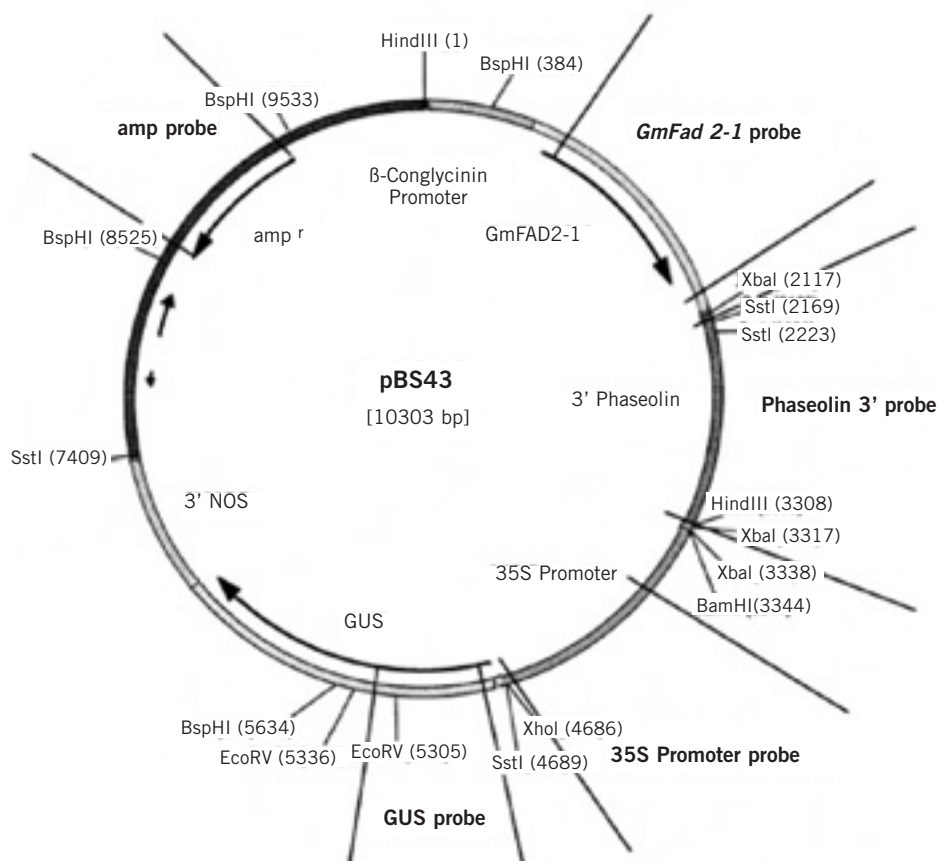 HindIII (1)
BspHI (384)
BspHI (9533)
amp probe
GmFad 2-1 probe
ß-Conglycinin
Promoter
amp r
GmFAD2-1
BspHI (8525)
XbaI (2117)
SstI (2169)
SstI (2223)
pBS43
[10303 bp]
3' Phaseolin
Phaseolin 3' probe
SstI (7409)
3' NOS
HindIII (3308)
XbaI (3317)
35S Promoter
XbaI (3338)
BamHI(3344)
GUS
BspHI (5634)
EcoRV (5336)
EcoRV (5305)
XhoI (4686)
SstI (4689)
35S Promoter probe
GUS probe